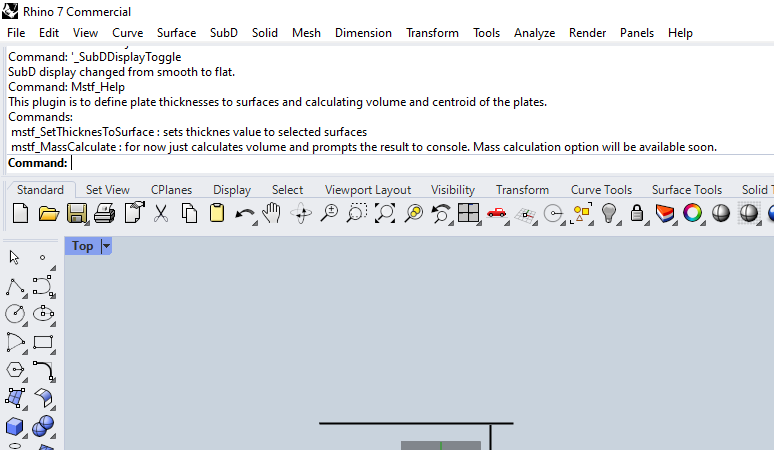 Rhino 7 Commercial
File Edit View Curve Surface SubD Solid Mesh Dimension Transform Tools Analyze Render Panels Help
Command: '_SubDDisplayToggle
SubD display changed from smooth to flat.
Command: Mstf_Help
This plugin is to define plate thicknesses to surfaces and calculating volume and centroid of the plates.
Commands:
mstf_SetThicknesToSurface : sets thicknes value to selected surfaces
mstf_MassCalculate : for now just calculates volume and prompts the result to console. Mass calculation option will be available soon.
Command:
Standard Set View CPlanes Display Select Viewport Layout Visibility Transform Curve Tools Surface Tools Solid
Top